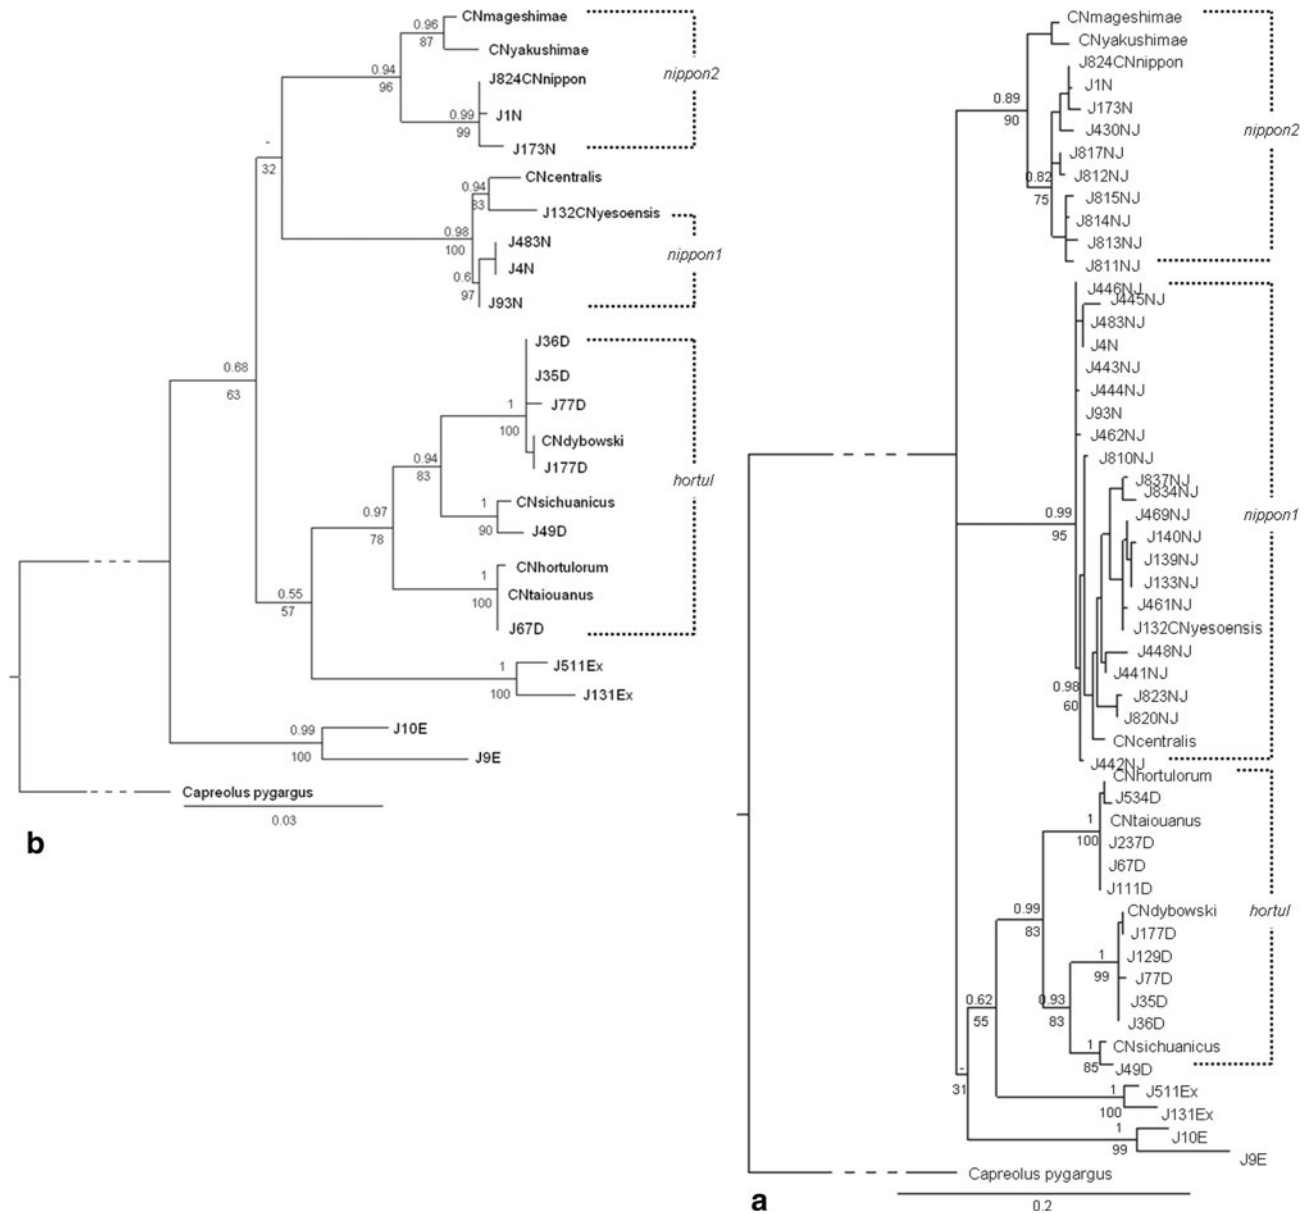 CNmageshimae
0.96
87
CNyakushimae
0.94
96
nippon2
J824CNnippon
0.99
99
J1N
J173N
-
32
CNcentralis
0.94
83
J132CNyesoensis
0.98
100
J483N
nippon1
J4N
0.6
97
J93N
J36D
0.68
63
J35D
1
100
J77D
CNdybowski
J177D
0.94
83
hortul
CNsichuanicus
1
90
J49D
0.97
78
CNhortulorum
1
100
CNtaiouanus
J67D
0.55
57
J511Ex
1
100
J131Ex
J10E
0.99
100
J9E
Capreolus pygargus
0.03
b
CNmageshimae
CNyakushimae
J824CNnippon
J1N
0.89
90
J173N
J430NJ
nippon2
J817NJ
J812NJ
0.82
75
J815NJ
J814NJ
J813NJ
J811NJ
J446NJ
J445NJ
J483NJ
J4N
J443NJ
J444NJ
J93N
J462NJ
J810NJ
J837NJ
J834NJ
0.99
95
J469NJ
nippon1
J140NJ
J139NJ
J133NJ
J461NJ
J132CNyesoensis
J448NJ
J441NJ
0.98
60
J823NJ
J820NJ
CNcentralis
J442NJ
CNhortulorum
J534D
1
100
CNtaiouanus
J237D
J67D
J111D
0.99
83
CNdybowski
hortul
J177D
1
99
J129D
J77D
J35D
J36D
0.62
55
0.93
83
CNsichuanicus
1
85
J49D
-
31
J511Ex
1
100
J131Ex
J10E
1
99
J9E
Capreolus pygargus
0.2
a